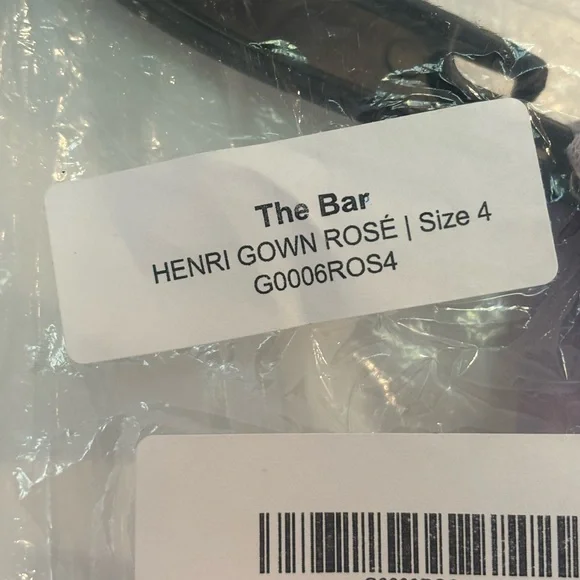 The Bar
HENRI GOWN ROSÉ | Size 4
G0006ROS4